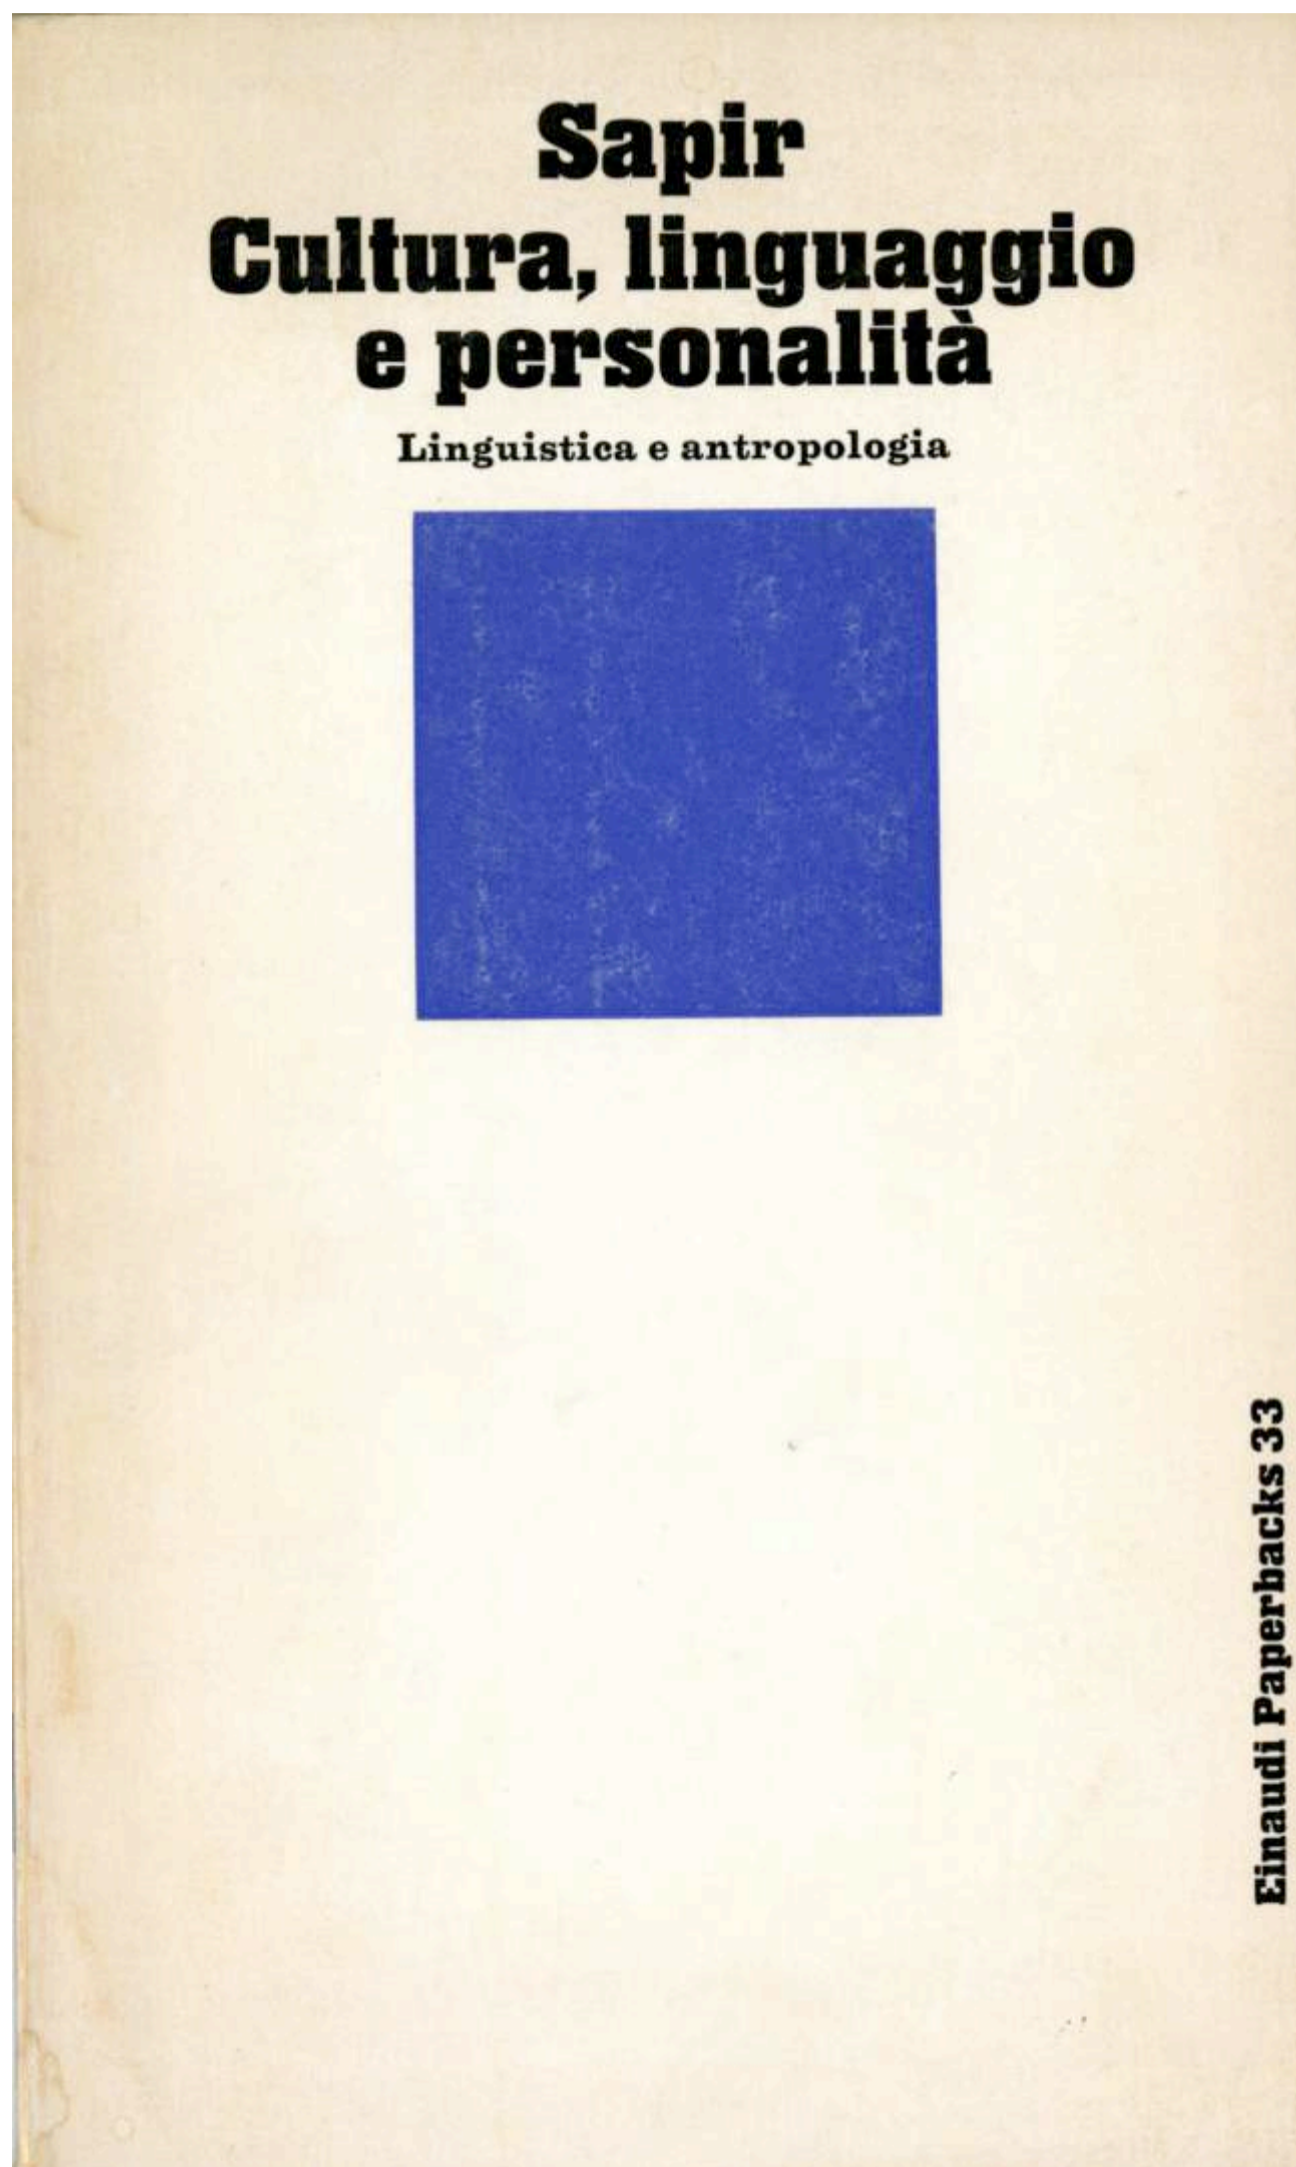 Sapir
Cultura, linguaggio
e personalità
Linguistica e antropologia
Einaudi Paperbacks 33